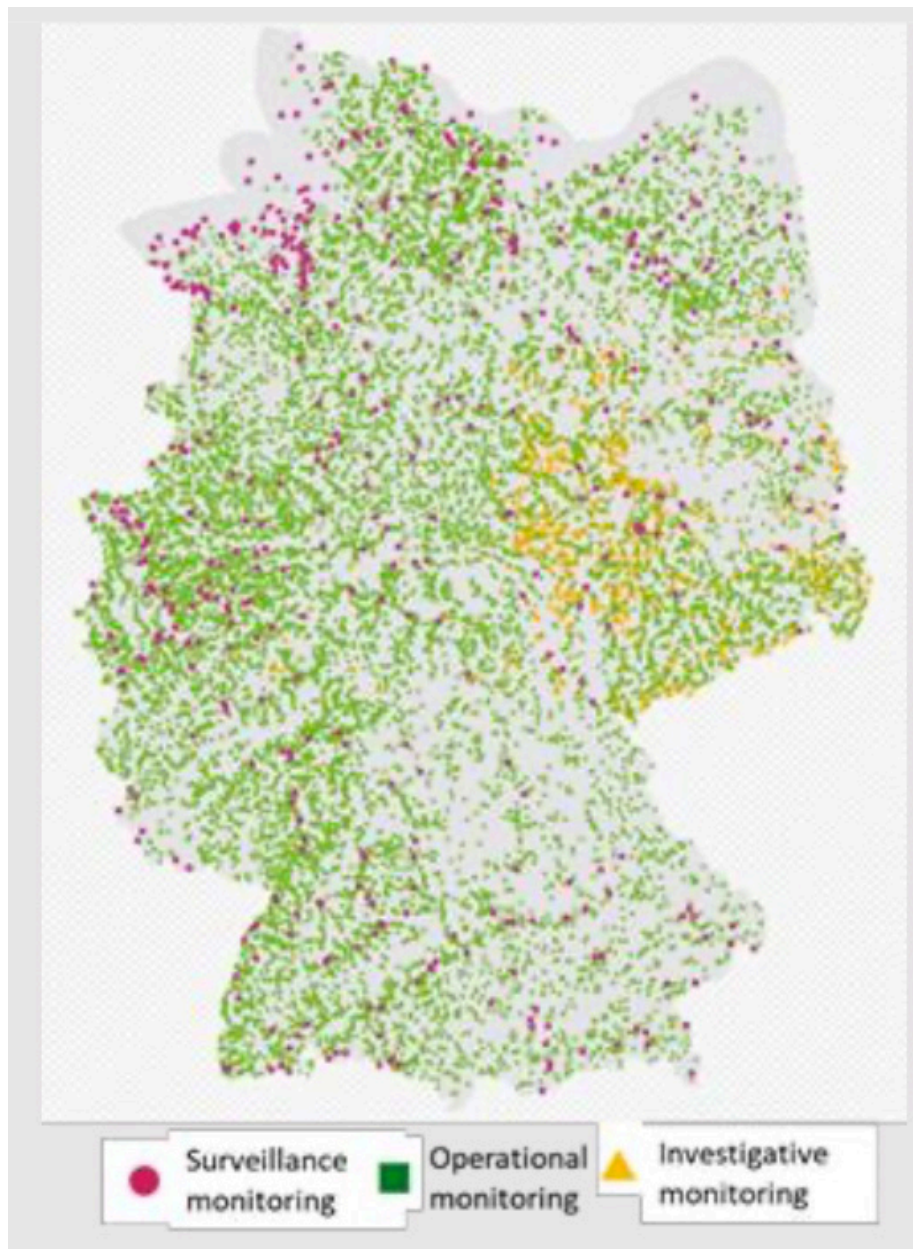 Surveillance
monitoring
Operational
monitoring
Investigative
monitoring